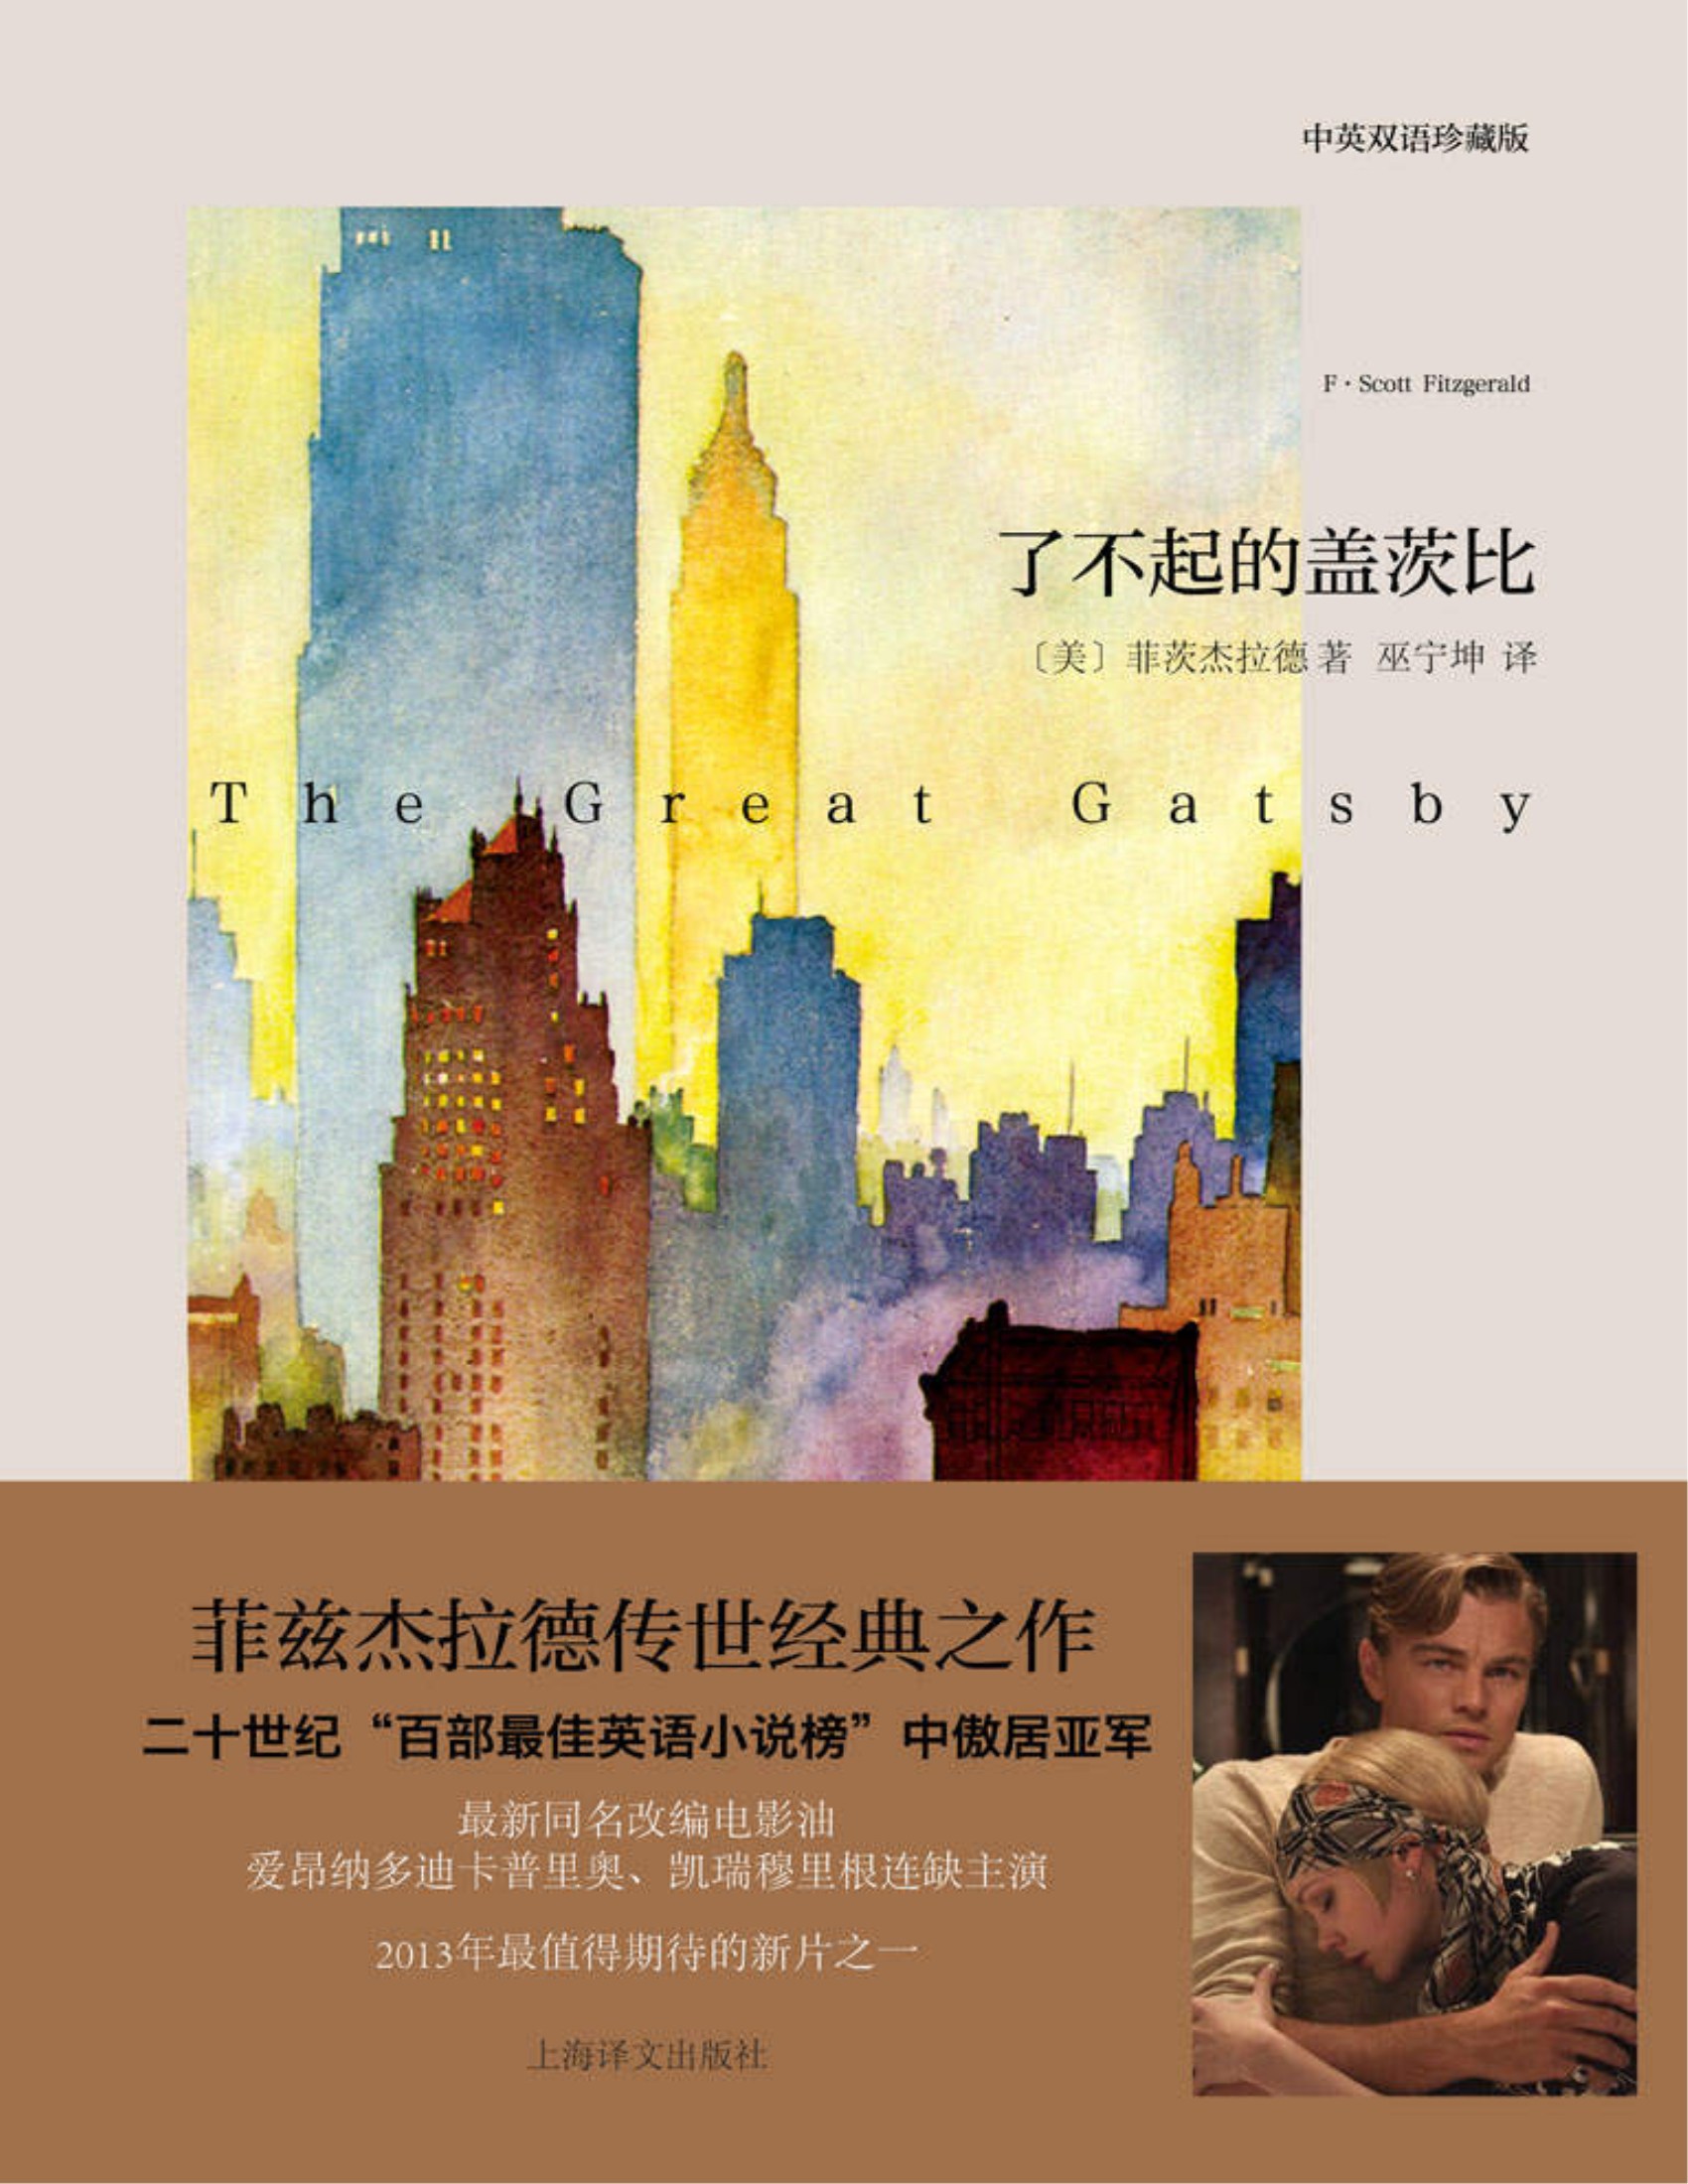 中英双语珍藏版
F·Scott Fitzgerald
了不起的盖茨比
〔美〕菲茨杰拉德 著 巫宁坤 译
The Great Gatsby
菲兹杰拉德传世经典之作
二十世纪“百部最佳英语小说榜”中傲居亚军
最新同名改编电影油
爱昂纳多迪卡普里奥、凯瑞穆里根连缺主演
2013年最值得期待的新片之一
上海译文出版社